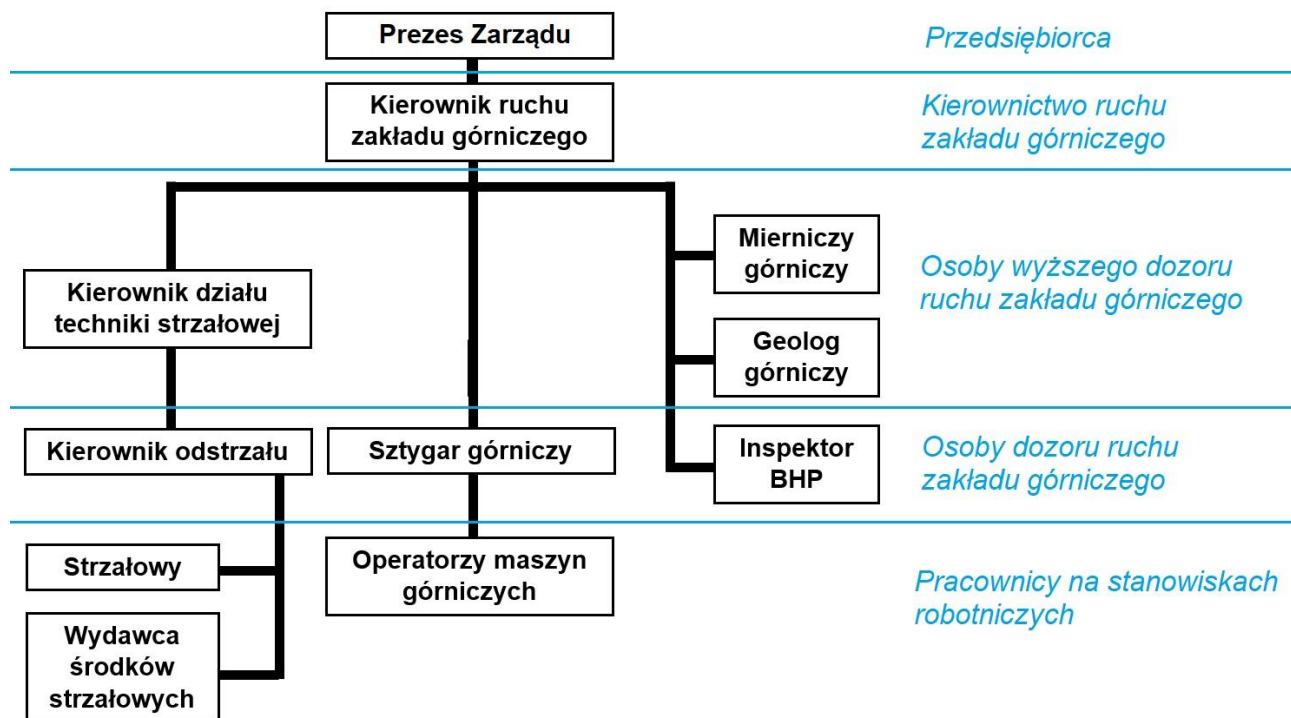 Prezes Zarządu
Przedsiębiorca
Kierownik ruchu
zakładu górniczego
Kierownictwo ruchu
zakładu górniczego
Mierniczy
górniczy
Osoby wyższego dozoru
ruchu zakładu górniczego
Kierownik działu
techniki strzałowej
Geolog
górniczy
Kierownik odstrzału
Sztygar górniczy
Inspektor
BHP
Osoby dozoru ruchu
zakładu górniczego
Strzałowy
Operatorzy maszyn
górniczych
Pracownicy na stanowiskach
robotniczych
Wydawca
środków
strzałowych